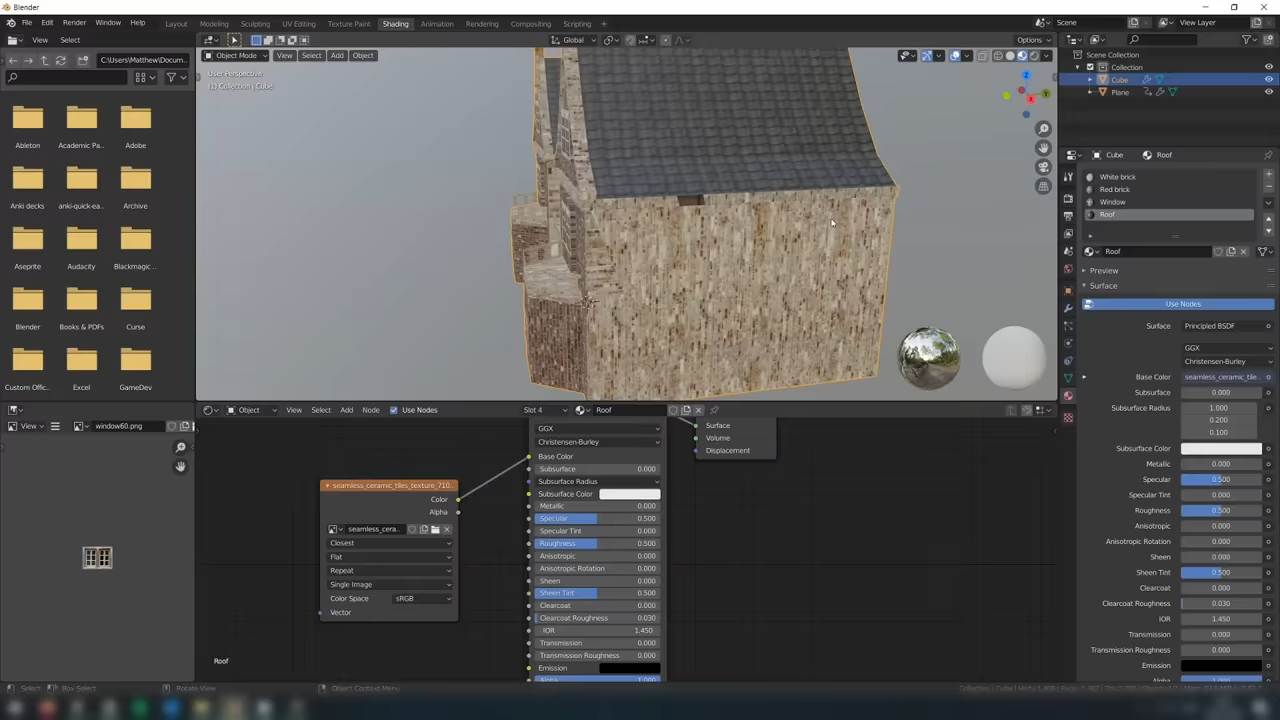 Blender
File Edit Render Window Help
Layout Modeling Sculpting UV Editing Texture Paint Shading Animation Rendering Compositing Scripting +
Scene
View Layer
View Select
C:\Users\Matthew\Docum..
Ableton
Academic Pa..
Adobe
Anki decks
anki-quick-ea..
Archive
Aseprite
Audacity
Blackmagic ..
Blender
Books & PDFs
Curse
Custom Offic..
Excel
GameDev
Object Mode
View Select Add Object
Global
Options
User Perspective
(1) Collection | Cube
View
window60.png
Object
View Select Add Node Use Nodes
Slot 4
Roof
seamless_ceramic_tiles_texture_710..
Color
Alpha
seamless_cera..
Closest
Flat
Repeat
Single Image
Color Space sRGB
Vector
GGX
Christensen-Burley
Base Color
Subsurface 0.000
Subsurface Radius
Subsurface Color
Metallic 0.000
Specular 0.500
Specular Tint 0.000
Roughness 0.500
Anisotropic 0.000
Anisotropic Rotation 0.000
Sheen 0.000
Sheen Tint 0.500
Clearcoat 0.000
Clearcoat Roughness 0.030
IOR 1.450
Transmission 0.000
Transmission Roughness 0.000
Emission
Alpha 1.000
Surface
Volume
Displacement
Roof
Scene Collection
Collection
Cube
Plane
Cube
Roof
White brick
Red brick
Window
Roof
Roof
Preview
Surface
Use Nodes
Surface Principled BSDF
GGX
Christensen-Burley
Base Color seamless_ceramic_tile..
Subsurface 0.000
Subsurface Radius 1.000
0.200
0.100
Subsurface Color
Metallic 0.000
Specular 0.500
Specular Tint 0.000
Roughness 0.500
Anisotropic 0.000
Anisotropic Rotation 0.000
Sheen 0.000
Sheen Tint 0.500
Clearcoat 0.000
Clearcoat Roughness 0.030
IOR 1.450
Transmission 0.000
Transmission Roughness 0.000
Emission
Alpha 1.000
Select
Box Select
Rotate View
Object Context Menu